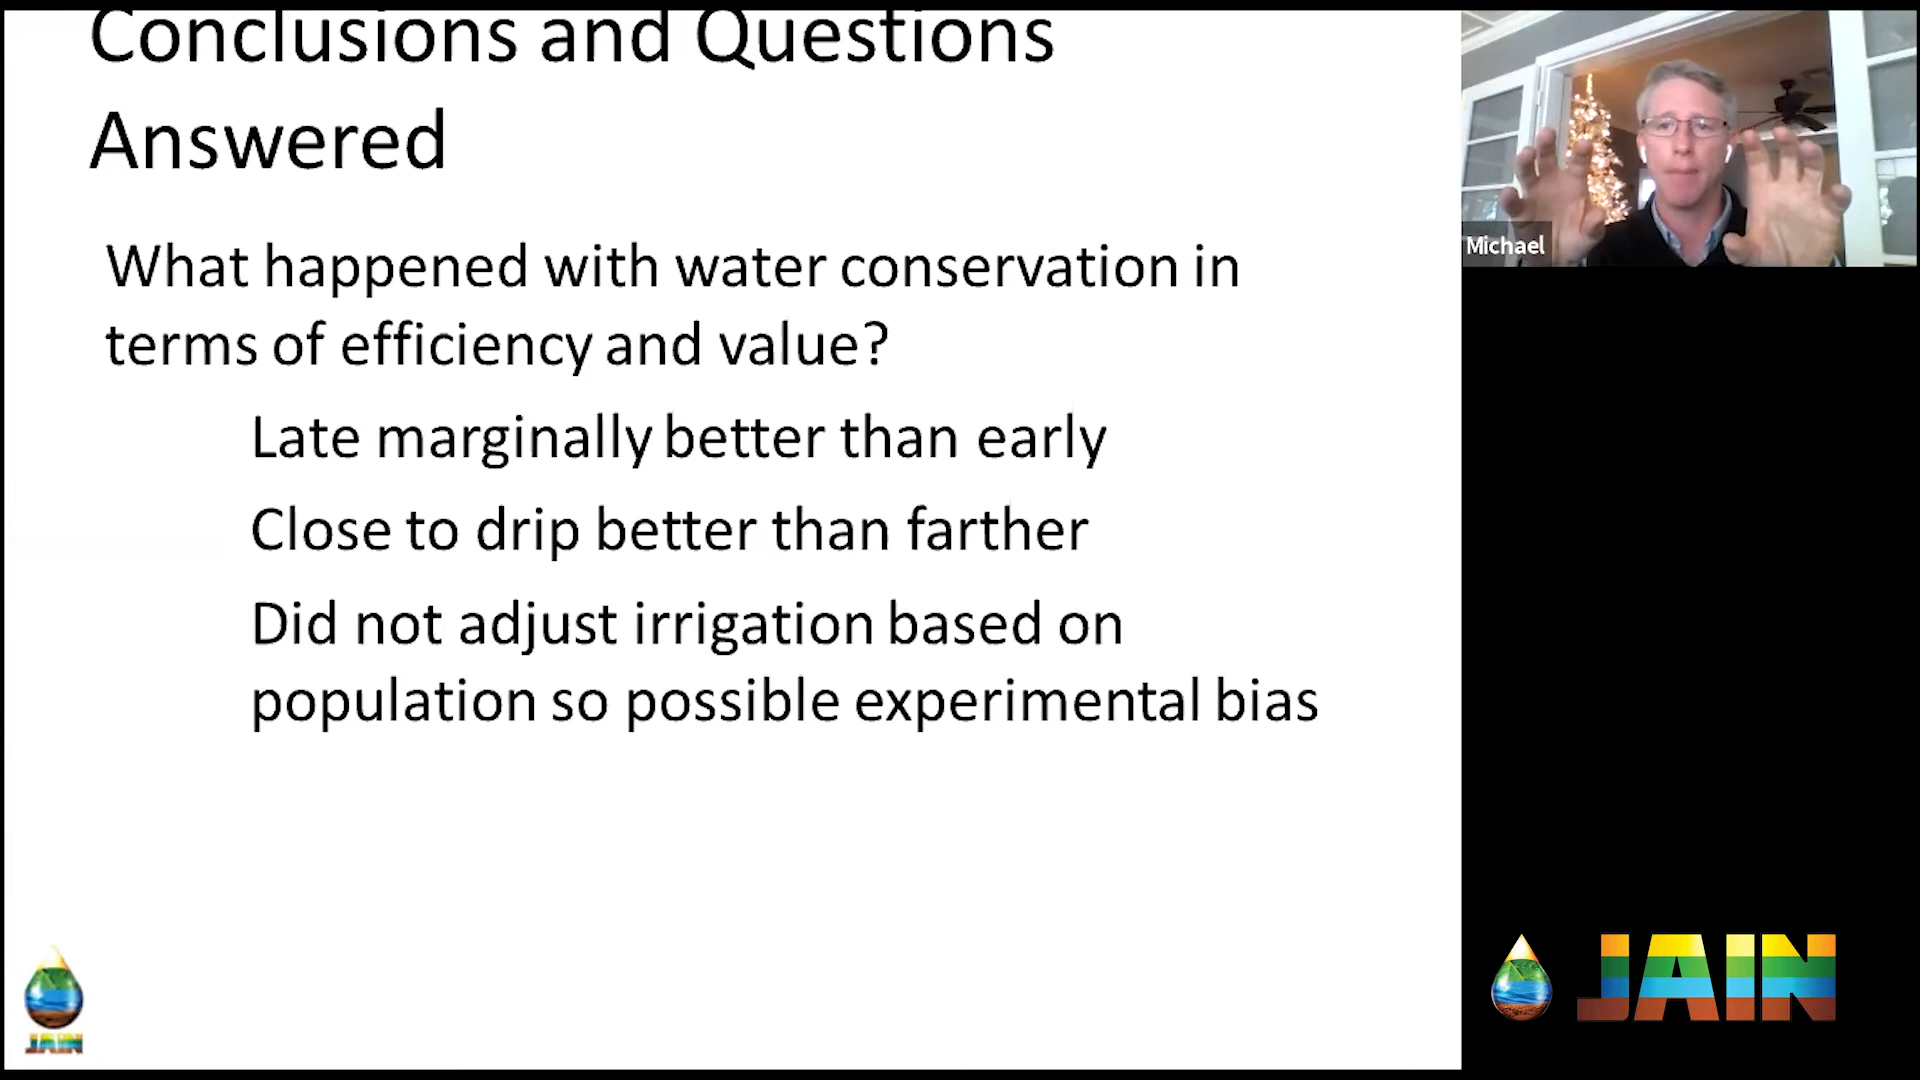 Conclusions and Questions
Answered
What happened with water conservation in
terms of efficiency and value?
Late marginally better than early
Close to drip better than farther
Did not adjust irrigation based on
population so possible experimental bias
JAIN
Michael
JAIN